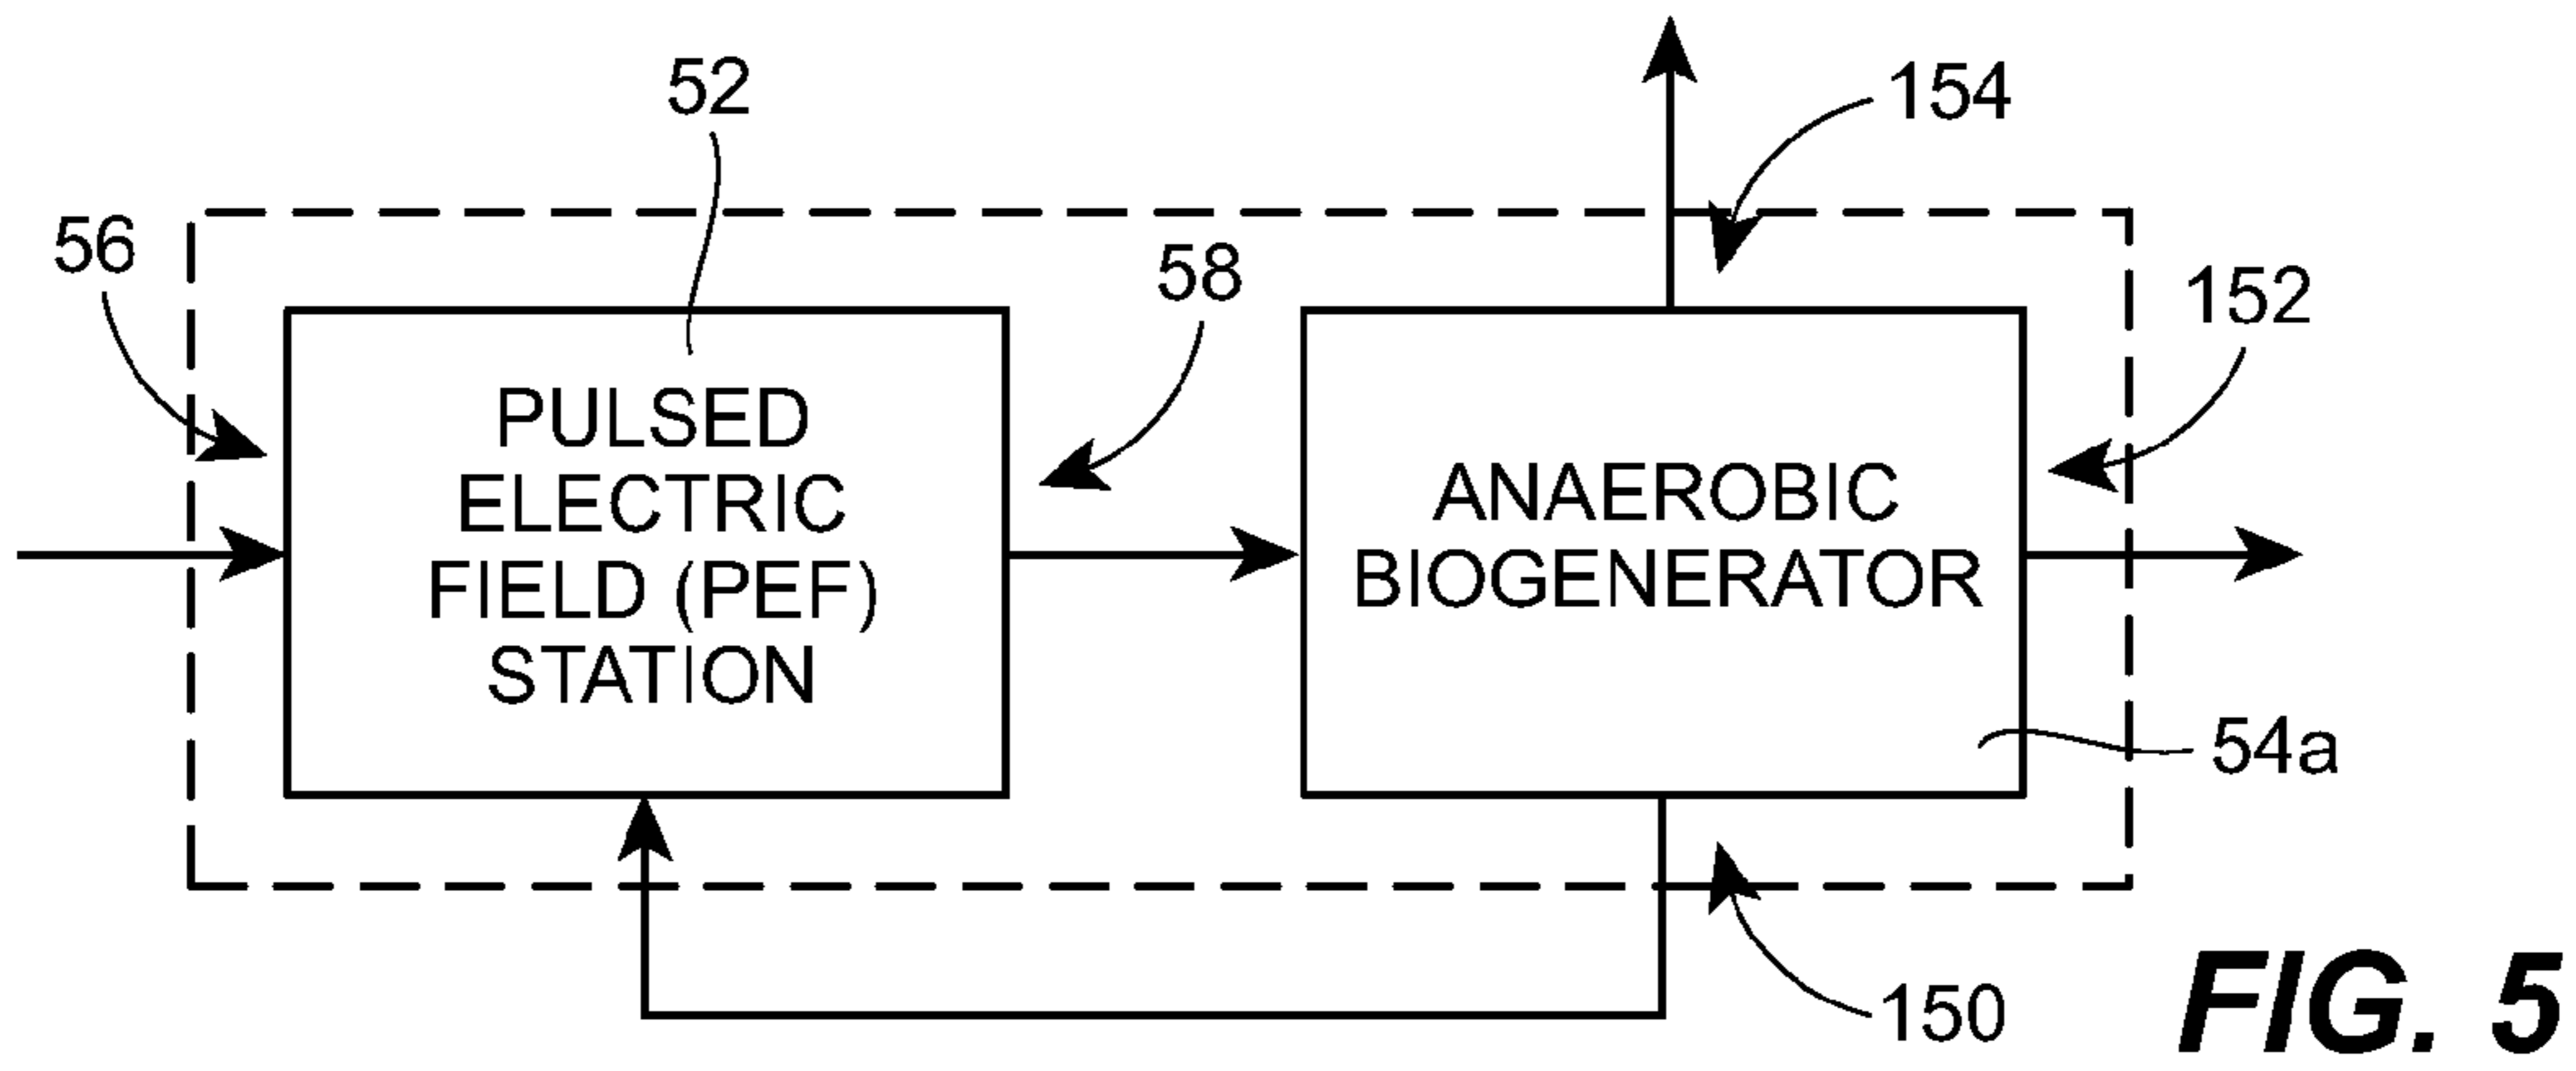 52
154
56
58
152
PULSED
ELECTRIC
FIELD (PEF)
STATION
ANAEROBIC
BIOGENERATOR
54a
150
FIG. 5